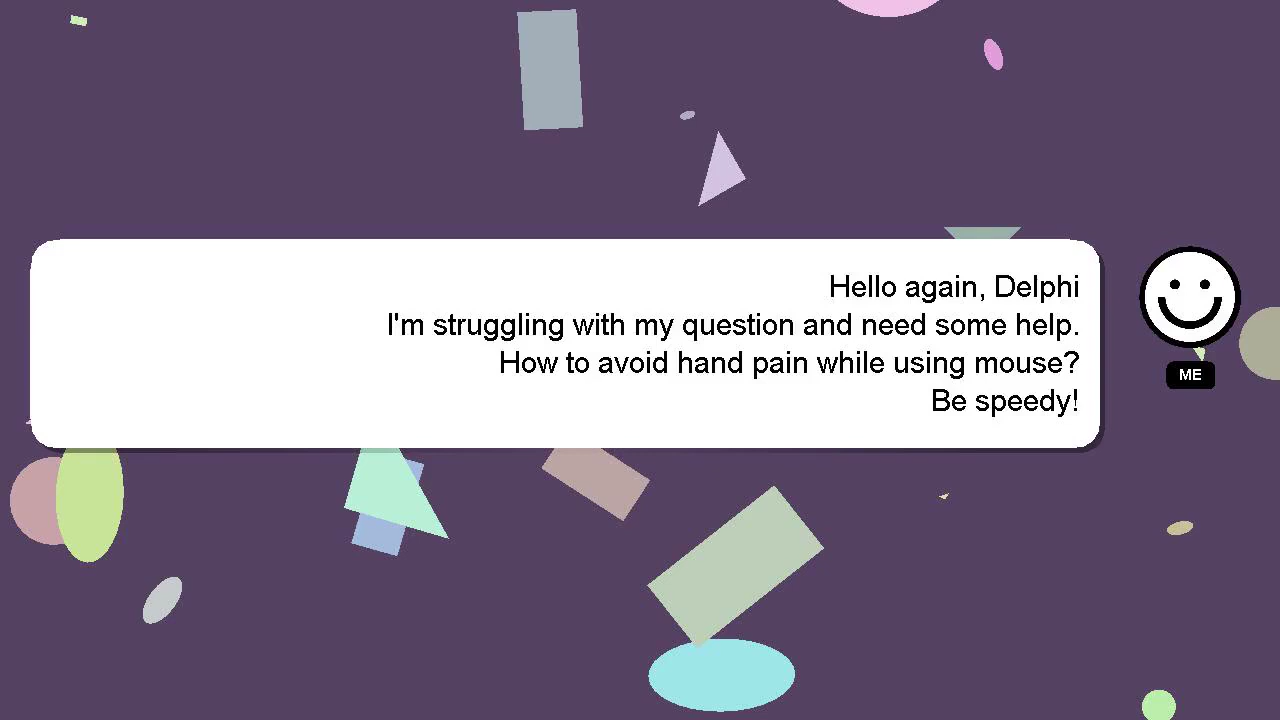 Hello again, Delphi
I'm struggling with my question and need some help.
How to avoid hand pain while using mouse?
Be speedy!
ME